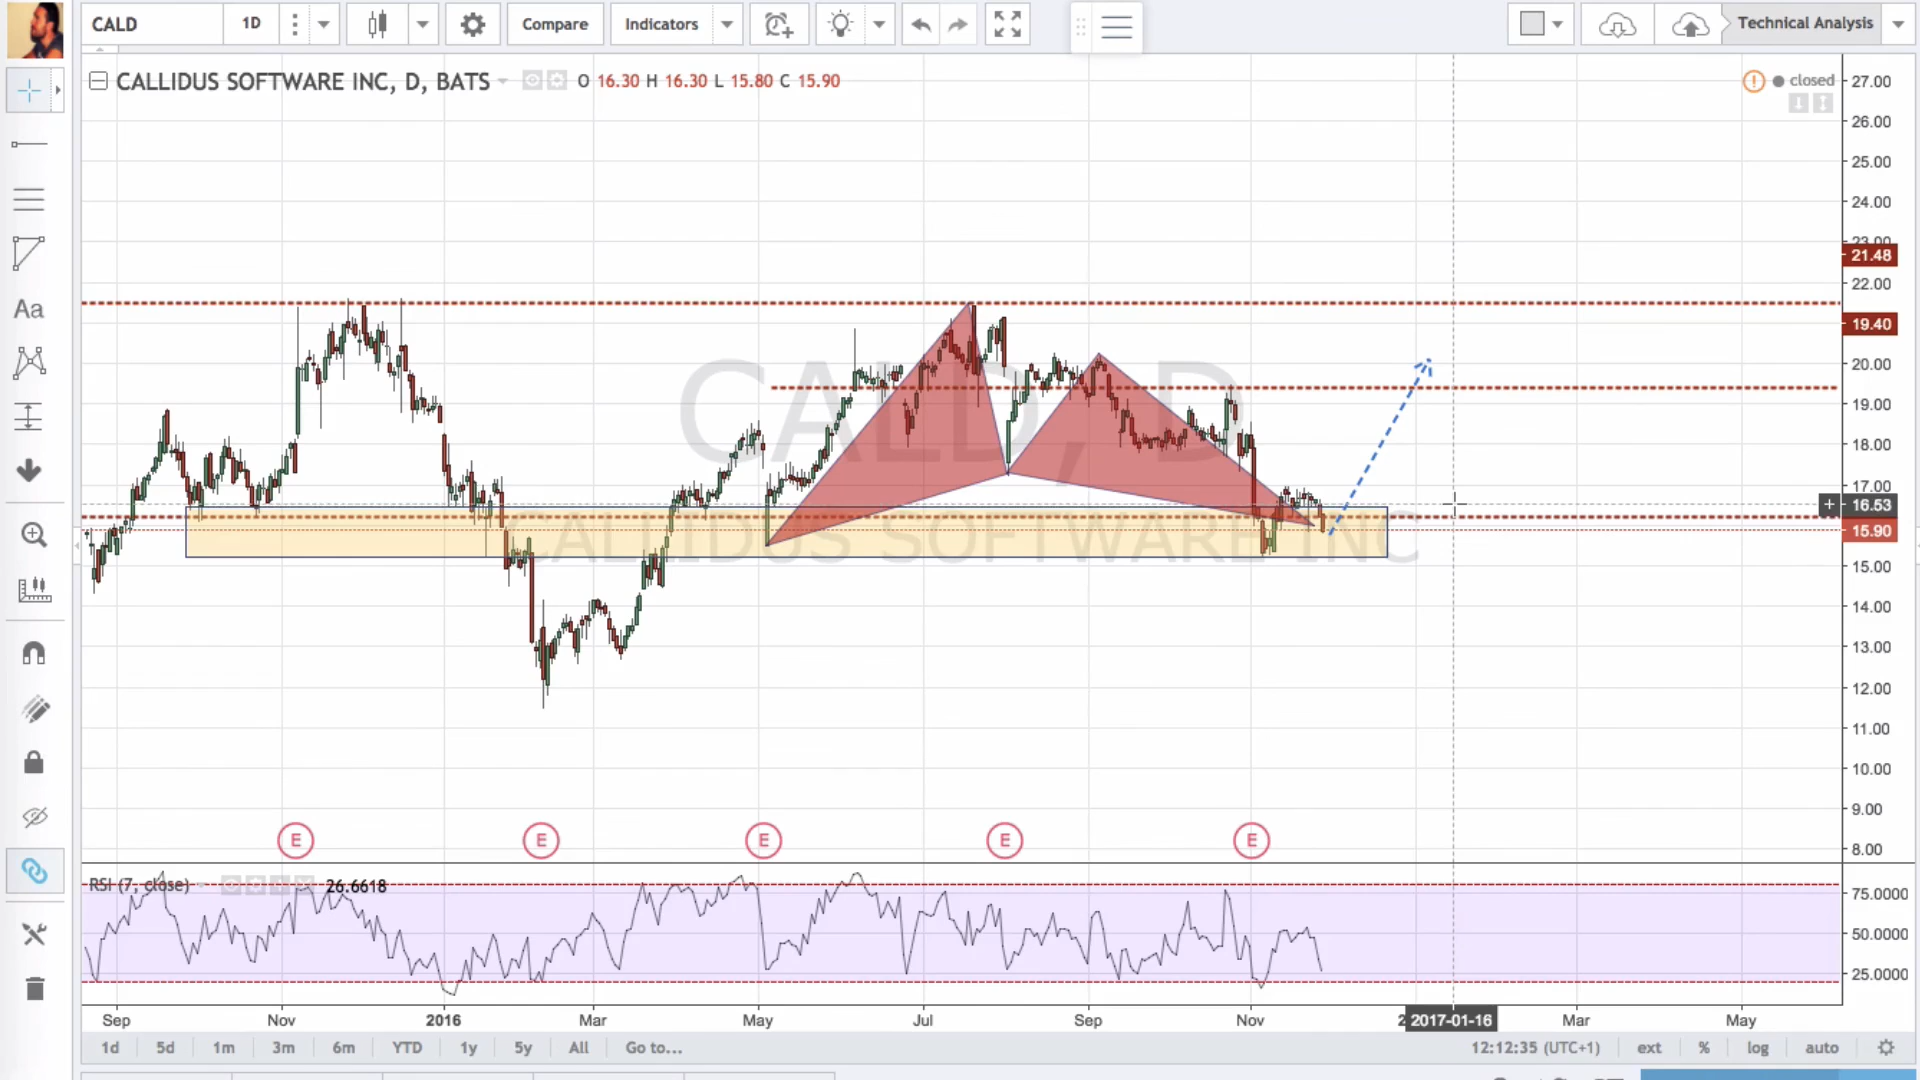 CALD 1D Compare Indicators Technical Analysis
CALLIDUS SOFTWARE INC, D, BATS O 16.30 H 16.30 L 15.80 C 15.90
closed
27.00
26.00
25.00
24.00
23.00
21.48
22.00
19.40
20.00
19.00
18.00
17.00
16.53
15.90
15.00
14.00
13.00
12.00
11.00
10.00
9.00
8.00
Aa
CALD, D
CALLIDUS SOFTWARE INC
E E E E E
RSI (7, close) 26.6618
75.0000
50.0000
25.0000
Sep Nov 2016 Mar May Jul Sep Nov 2017-01-16 Mar May
1d 5d 1m 3m 6m YTD 1y 5y All Go to... 12:12:35 (UTC+1) ext % log auto